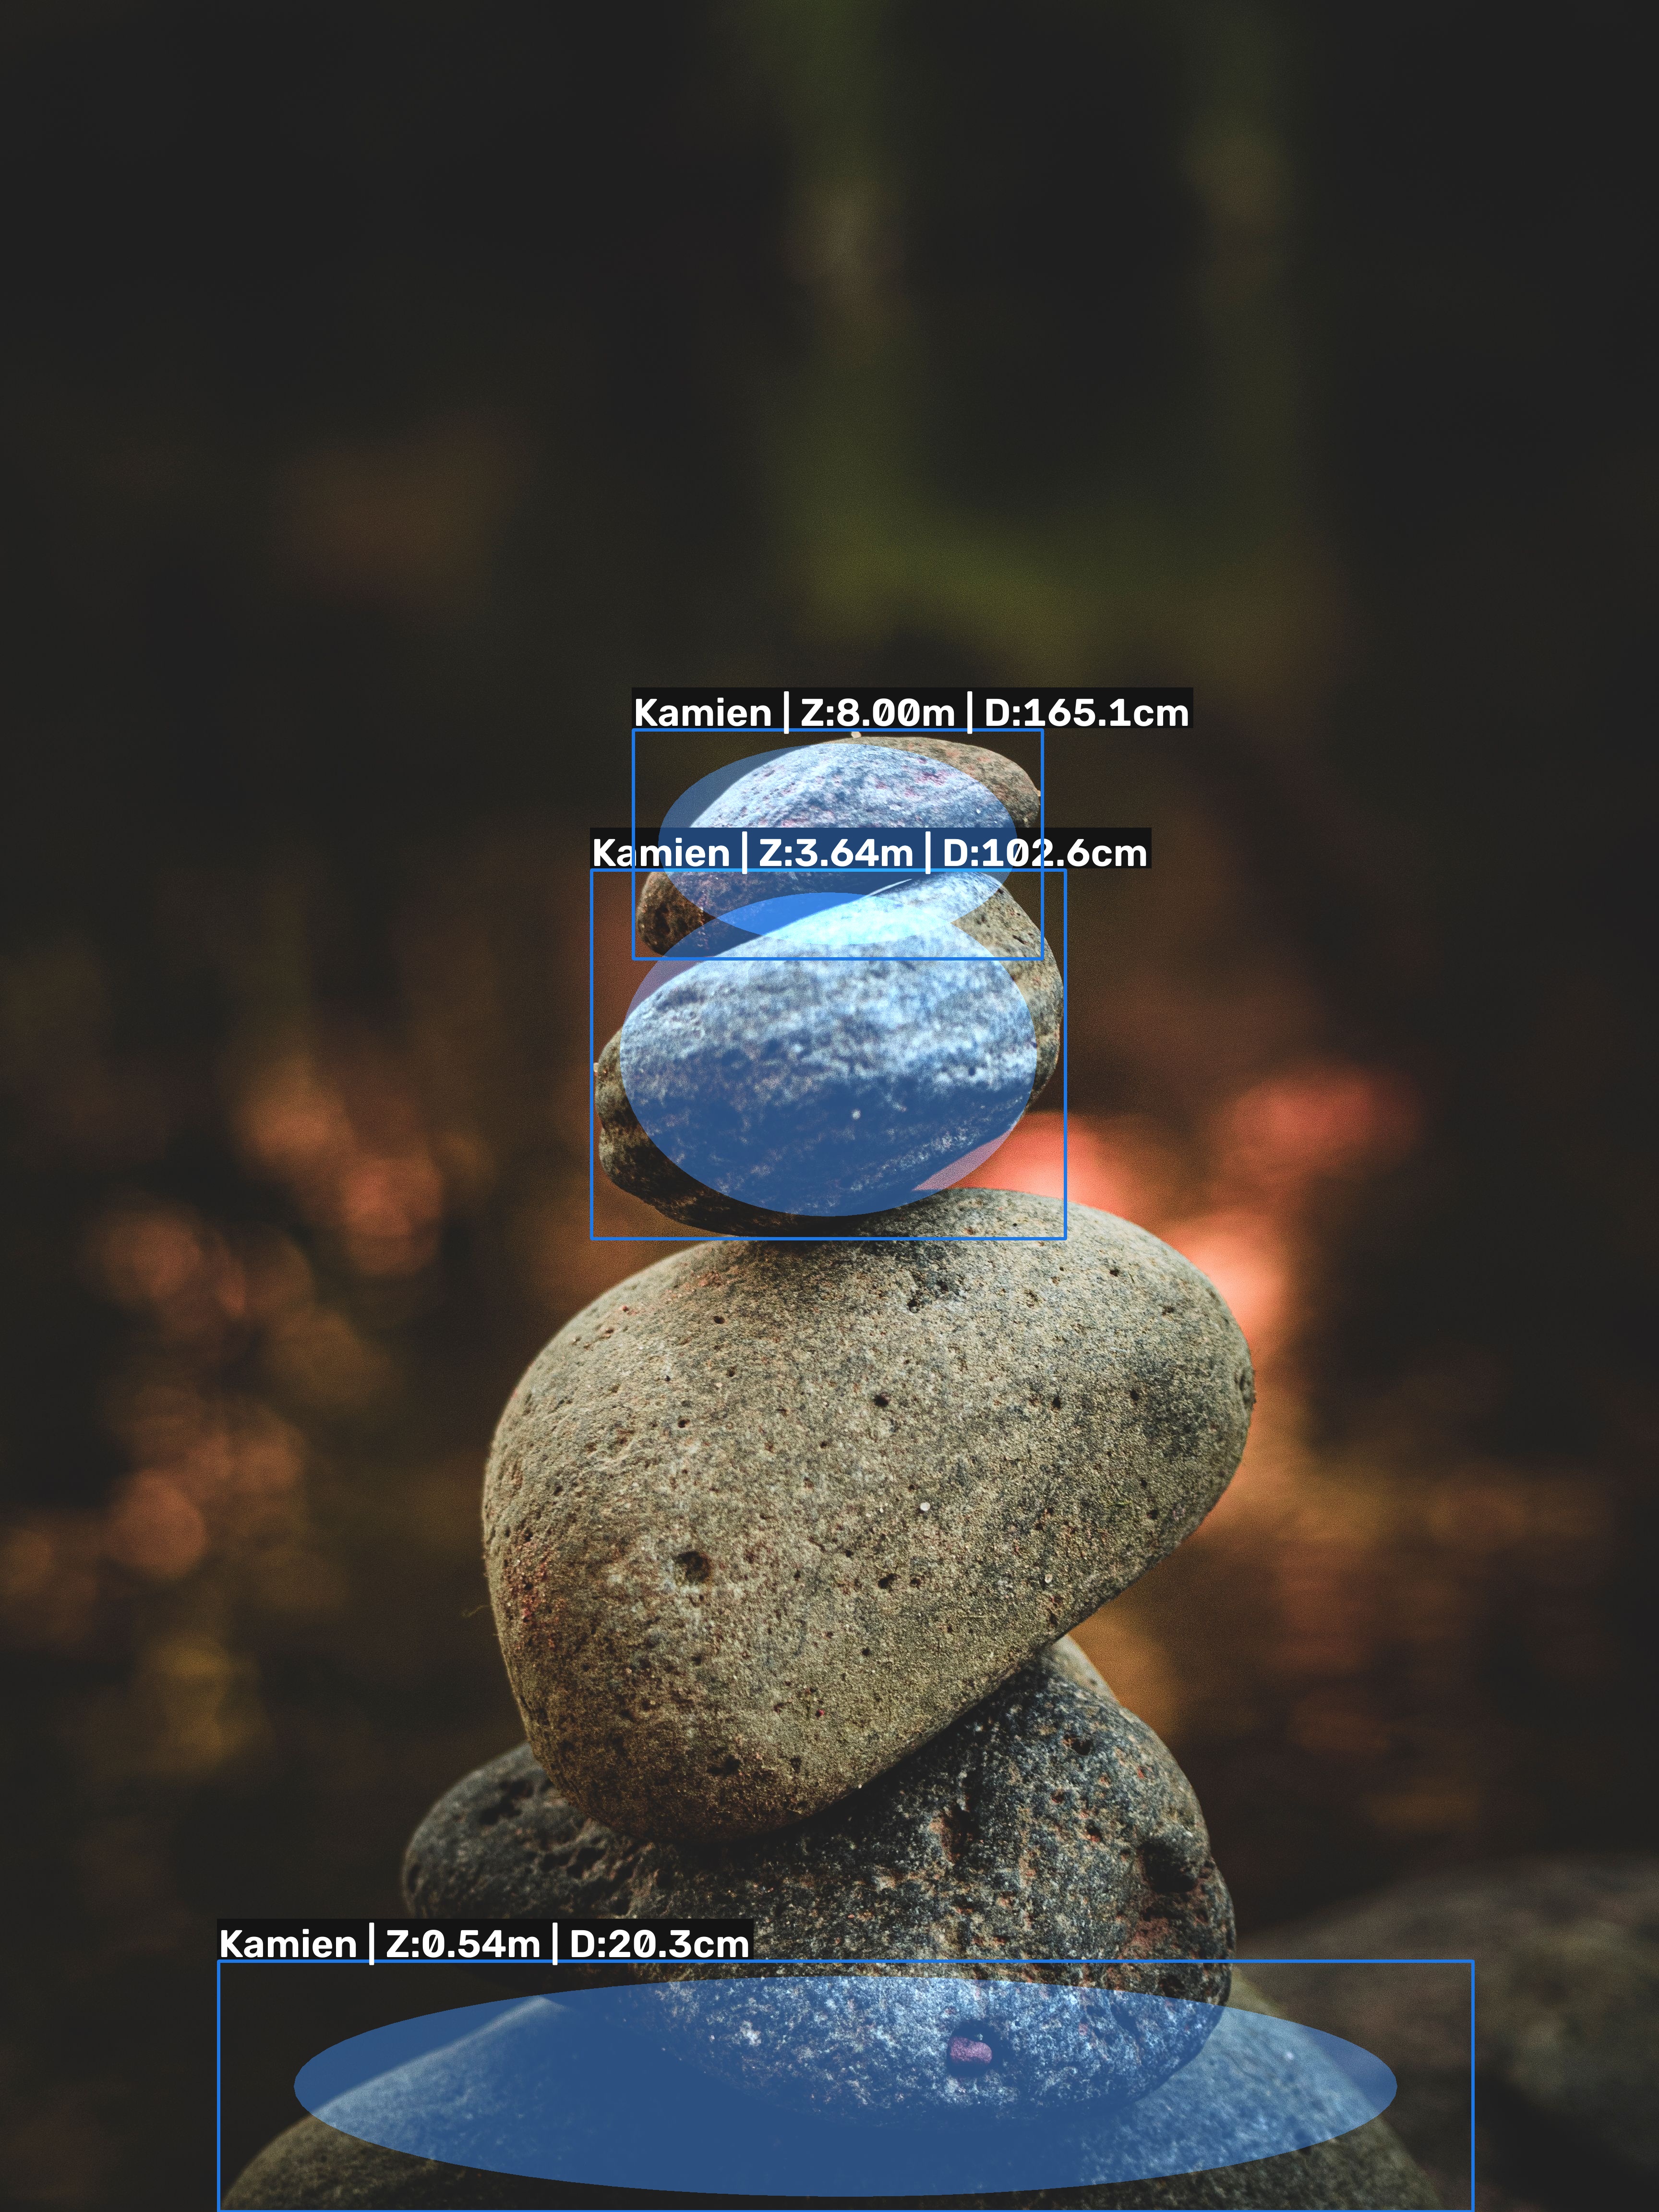 Kamien | Z:8.00m | D:165.1cm
Kamien | Z:3.64m | D:102.6cm
Kamien | Z:0.54m | D:20.3cm